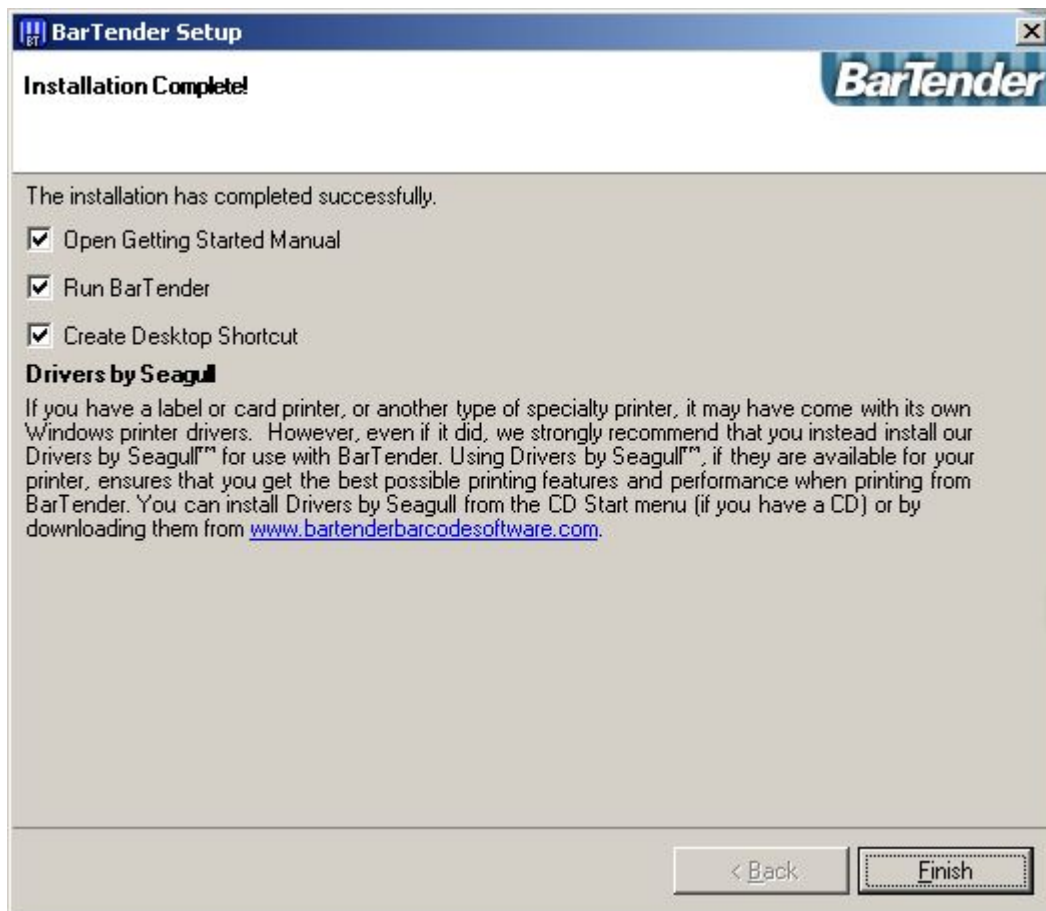 BarTender Setup
Installation Complete!
BarTender
The installation has completed successfully.
Open Getting Started Manual
Run BarTender
Create Desktop Shortcut
Drivers by Seagull
If you have a label or card printer, or another type of specialty printer, it may have come with its own
Windows printer drivers.  However, even if it did, we strongly recommend that you instead install our
Drivers by Seagull™ for use with BarTender. Using Drivers by Seagull™, if they are available for your
printer, ensures that you get the best possible printing features and performance when printing from
BarTender. You can install Drivers by Seagull from the CD Start menu (if you have a CD) or by
downloading them from www.bartenderbarcodesoftware.com.
< Back
Finish